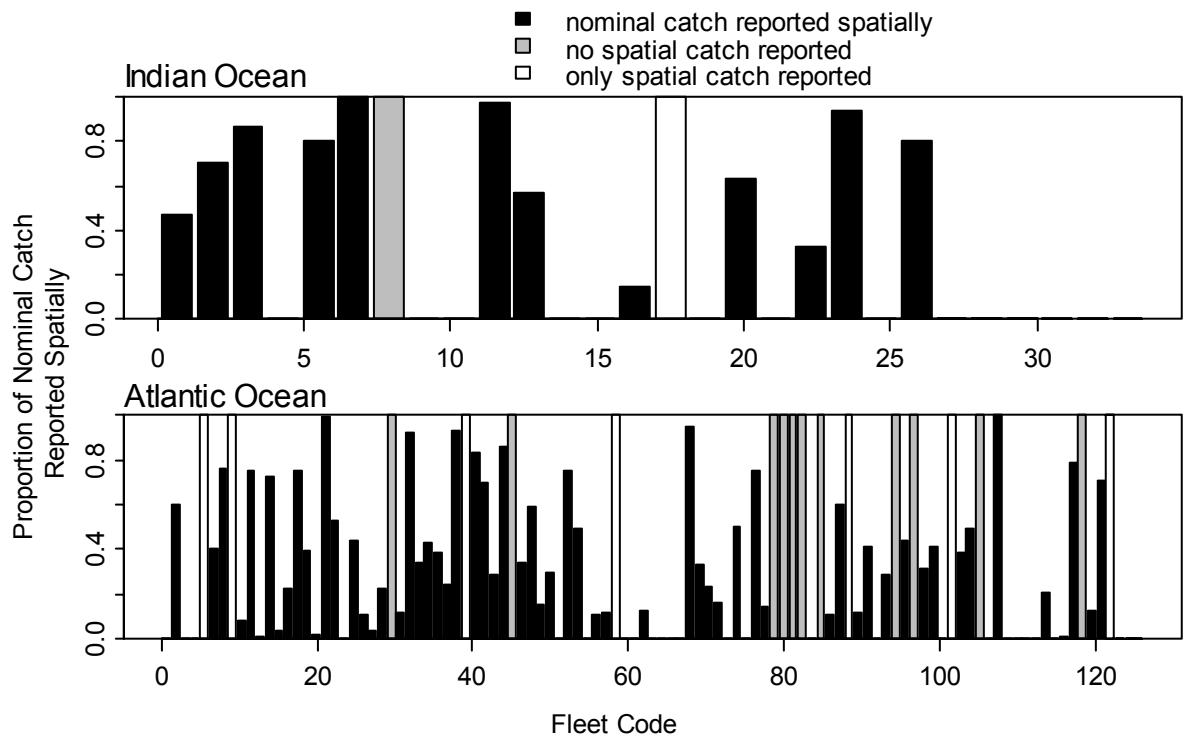 nominal catch reported spatially
no spatial catch reported
only spatial catch reported
Indian Ocean
0.8
0.4
0.0
0 5 10 15 20 25 30
Atlantic Ocean
0.8
0.4
0.0
0 20 40 60 80 100 120
Proportion of Nominal Catch
Reported Spatially
Fleet Code